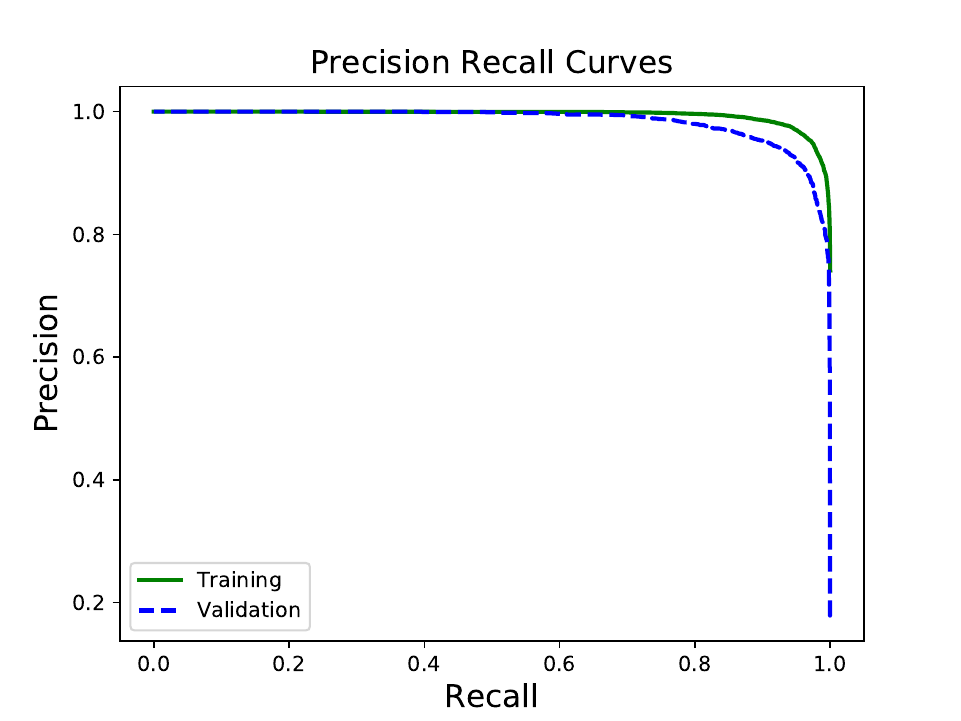 Precision Recall Curves
1.0
0.8
0.6
0.4
0.2
Precision
Training
Validation
0.0 0.2 0.4 0.6 0.8 1.0
Recall